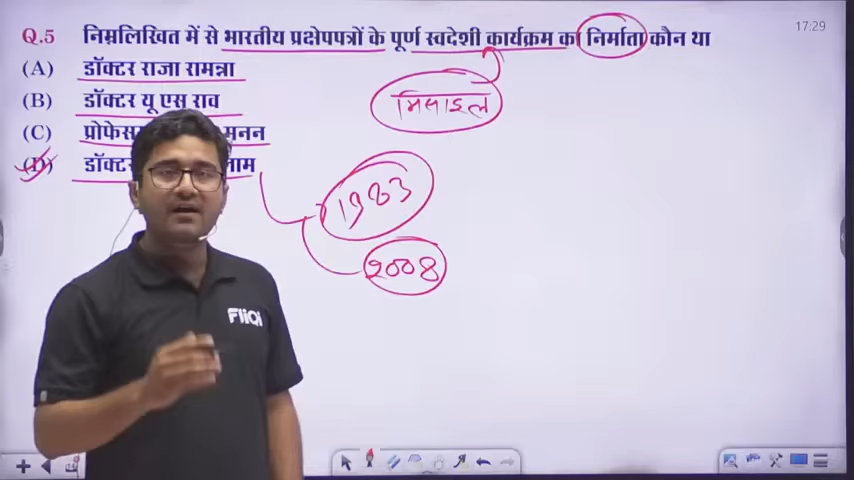 Q.5 निम्नलिखित में से भारतीय प्रक्षेपपत्रों के पूर्ण स्वदेशी कार्यक्रम का निर्माता कौन था
17:29
(A) डॉक्टर राजा रामन्ना
(B) डॉक्टर यू एस राव
(C)
(D) डॉक्टर
मिसाइल
1983
2008
FliQi